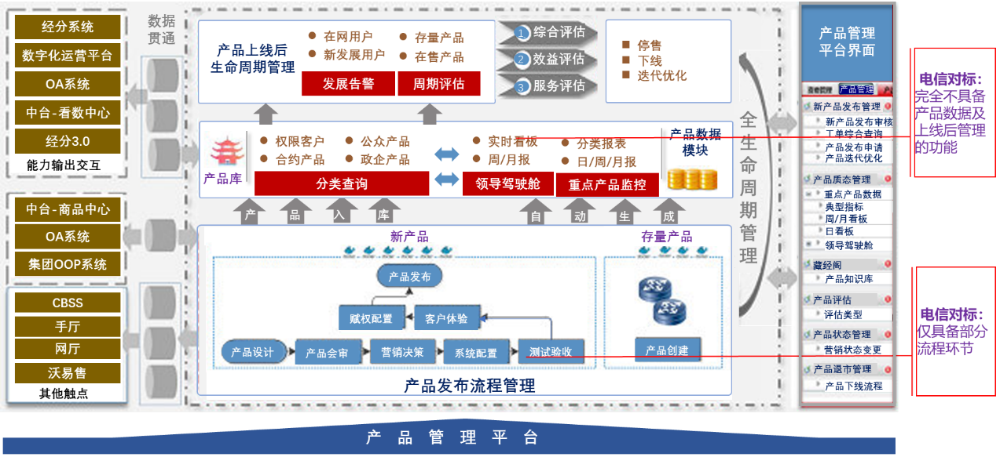 经分系统
数字化运营平台
OA系统
中台-看数中心
经分3.0
能力输出交互
中台-商品中心
OA系统
集团OOP系统
CBSS
手厅
网厅
沃易售
其他触点
数据
贯通
产品上线后
生命周期管理
在网用户
新发展用户
存量产品
在售产品
发展告警
周期评估
1 综合评估
2 效益评估
3 服务评估
停售
下线
迭代优化
产品库
权限客户
合约产品
公众产品
政企产品
分类查询
实时看板
周/月报
分类报表
日/周/月报
领导驾驶舱
重点产品监控
产品数据
模块
产
品
入
库
自
动
生
成
新产品
存量产品
产品发布
赋权配置
客户体验
产品设计
产品会审
营销决策
系统配置
测试验收
产品创建
产品发布流程管理
全生命周期管理
产品管理
平台界面
产品管理
新产品发布管理
新产品发布审核
工单综合查询
产品发布申请
产品迭代优化
产品质态管理
重点产品数据
典型指标
周/月看板
日看板
领导驾驶舱
藏经阁
产品知识库
产品评估
评估类型
产品状态管理
营销状态变更
产品退市管理
产品下线流程
电信对标：
完全不具备
产品数据及
上线后管理
的功能
电信对标：
仅具备部分
流程环节
产品管理平台